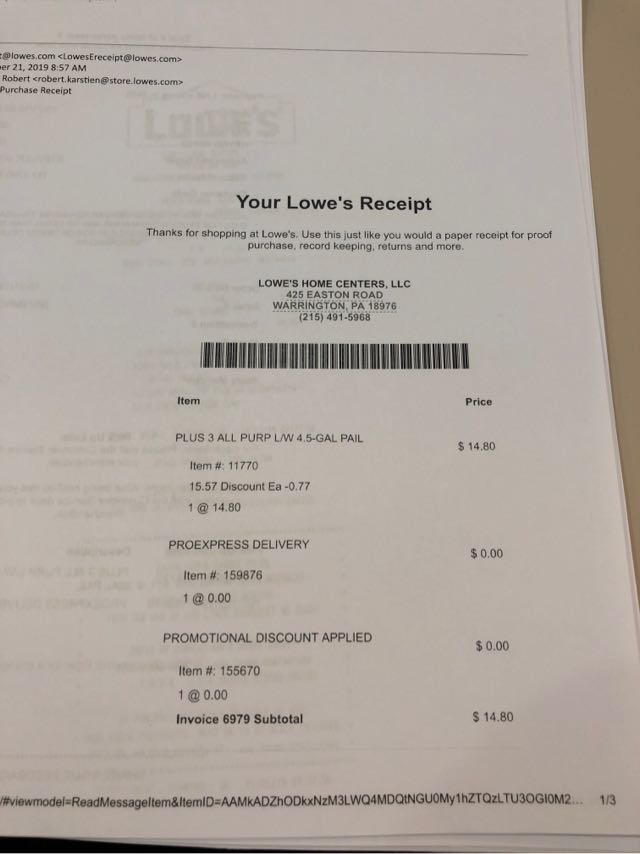 @lowes.com <LowesEreceipt@lowes.com>
er 21, 2019 8:57 AM
Robert <robert.karstien@store.lowes.com>
Purchase Receipt
LOWE'S
Your Lowe's Receipt
Thanks for shopping at Lowe's. Use this just like you would a paper receipt for proof
purchase, record keeping, returns and more.
LOWE'S HOME CENTERS, LLC
425 EASTON ROAD
WARRINGTON, PA 18976
(215) 491-5968
Item Price
PLUS 3 ALL PURP L/W 4.5-GAL PAIL $ 14.80
Item #: 11770
15.57 Discount Ea -0.77
1 @ 14.80
PROEXPRESS DELIVERY $ 0.00
Item #: 159876
1 @ 0.00
PROMOTIONAL DISCOUNT APPLIED $ 0.00
Item #: 155670
1 @ 0.00
Invoice 6979 Subtotal $ 14.80
/#viewmodel=ReadMessageItem&ItemID=AAMkADZhODkxNzM3LWQ4MDQtNGU0My1hZTQzLTU3OGI0M2... 1/3